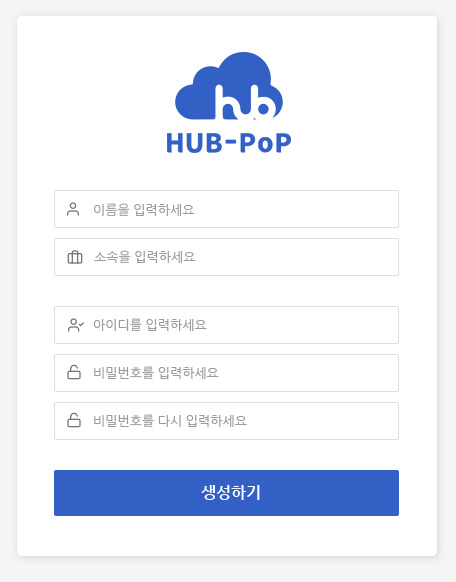 hub
HUB-PoP
이름을 입력하세요
소속을 입력하세요
아이디를 입력하세요
비밀번호를 입력하세요
비밀번호를 다시 입력하세요
생성하기